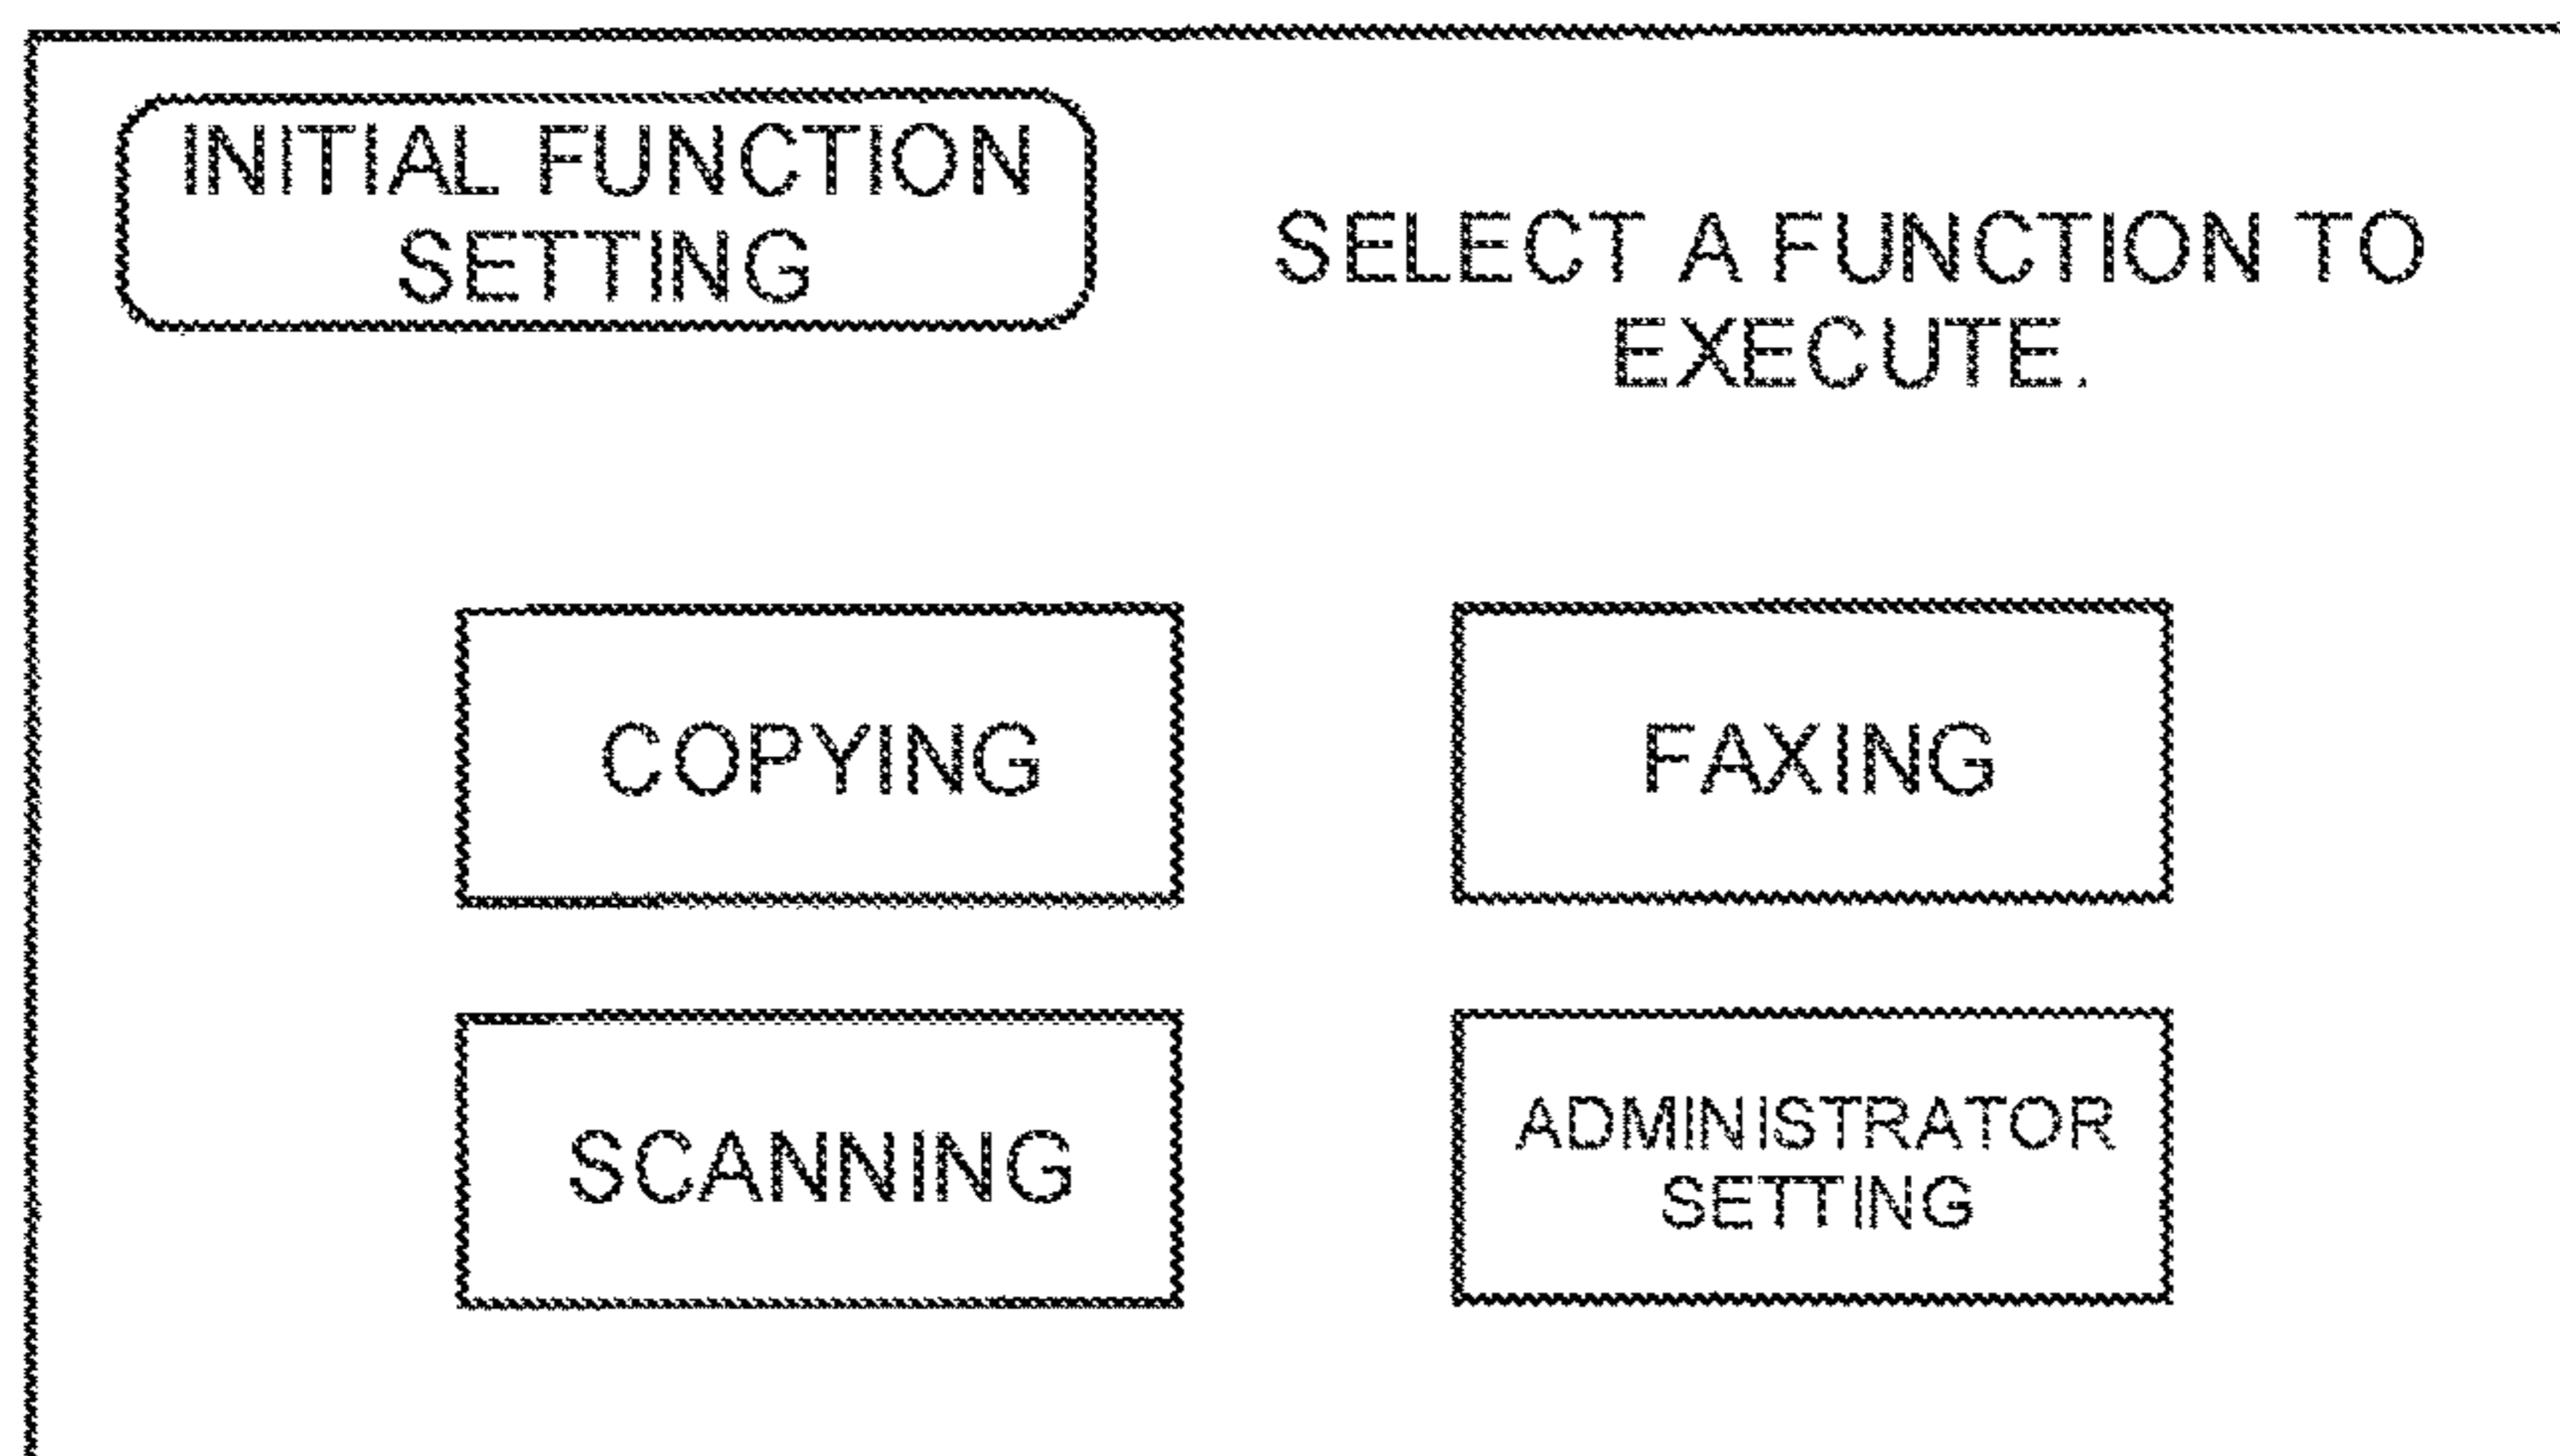 INITIAL FUNCTION
SETTING
SELECT A FUNCTION TO
EXECUTE.
COPYING
FAXING
SCANNING
ADMINISTRATOR
SETTING